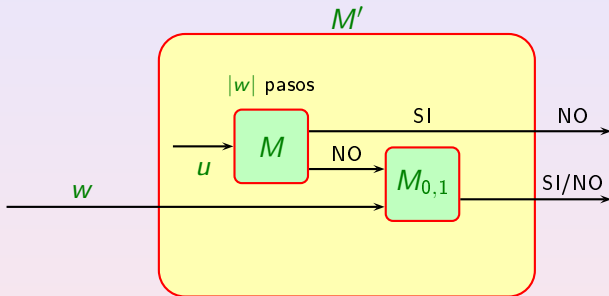 M′
|w| pasos
SI
NO
M
u
NO
M₀,₁
w
SI/NO